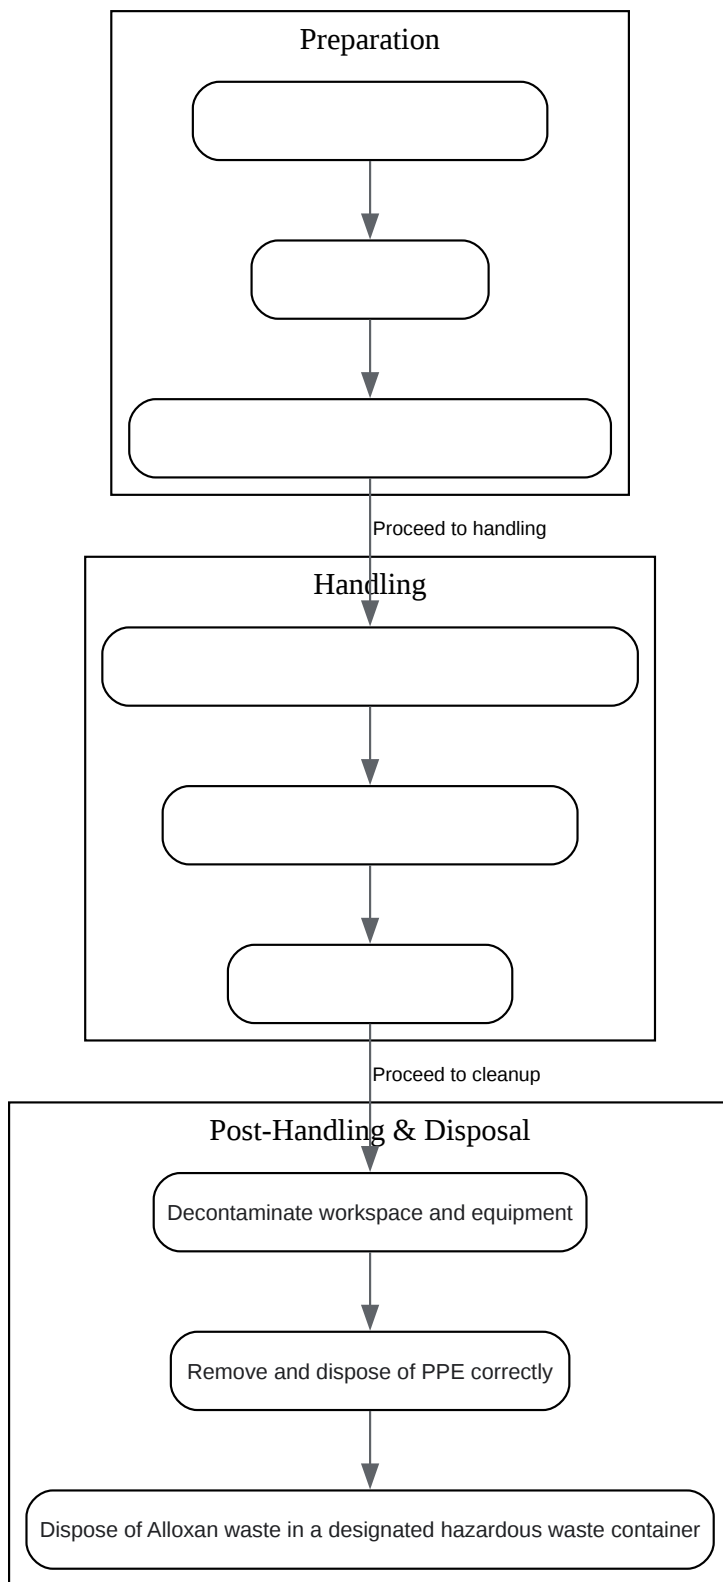 Preparation
Proceed to handling
Handling
Proceed to cleanup
Post-Handling & Disposal
Decontaminate workspace and equipment
Remove and dispose of PPE correctly
Dispose of Alloxan waste in a designated hazardous waste container